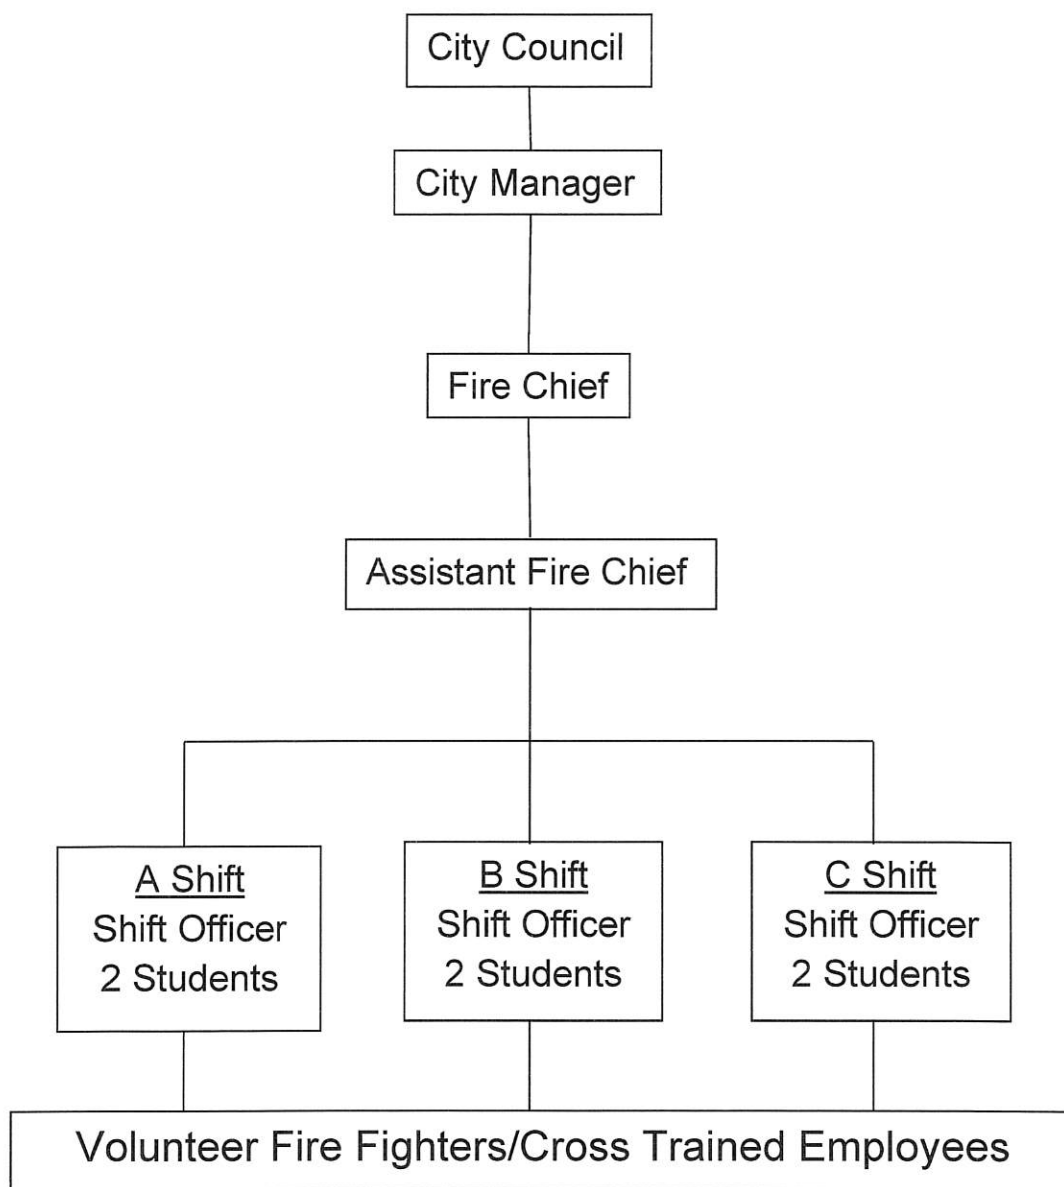 City Council
City Manager
Fire Chief
Assistant Fire Chief
A Shift
Shift Officer
2 Students
B Shift
Shift Officer
2 Students
C Shift
Shift Officer
2 Students
Volunteer Fire Fighters/Cross Trained Employees